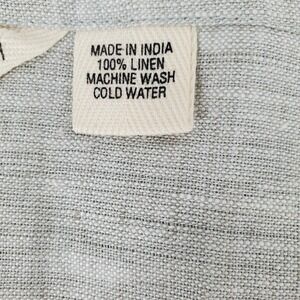 MADE IN INDIA
100% LINEN
MACHINE WASH
COLD WATER